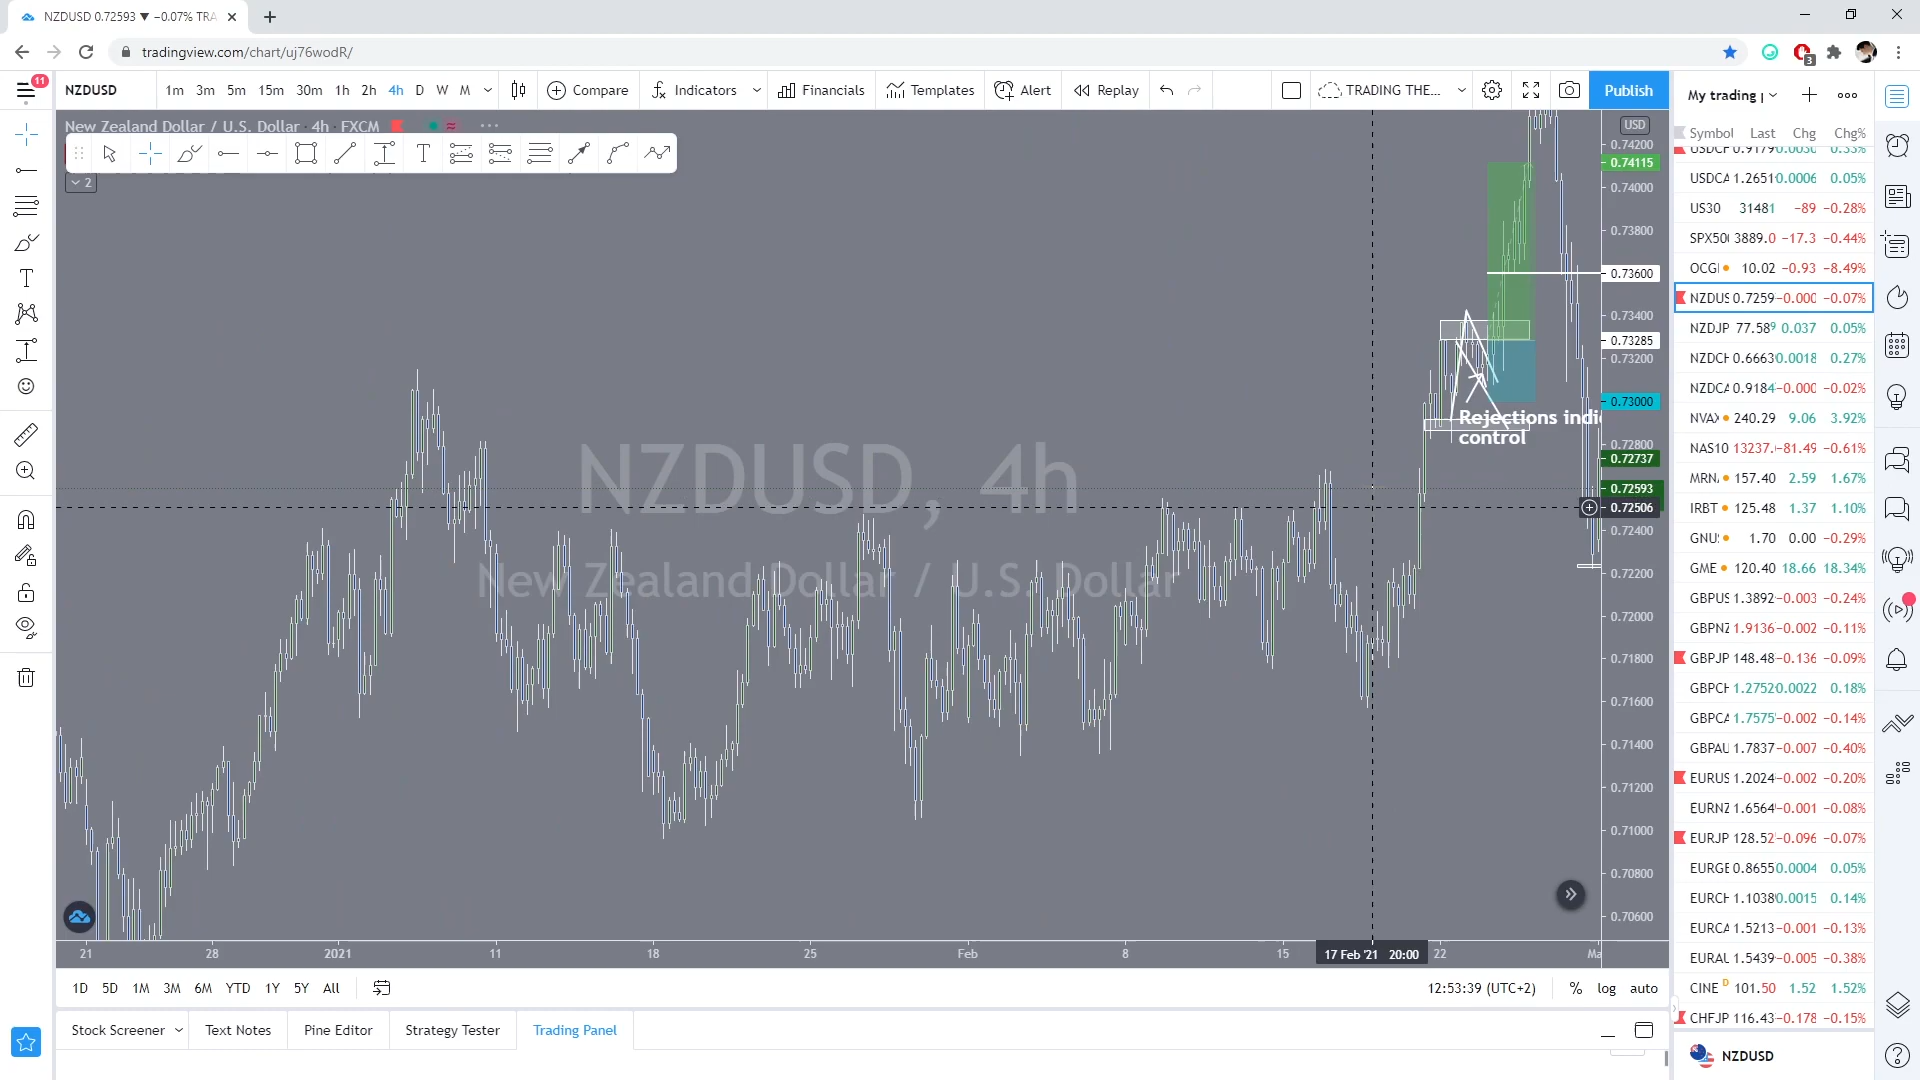 NZDUSD 0.72593 ▼ −0.07% TRA
tradingview.com/chart/uj76wodR/
11
NZDUSD 1m 3m 5m 15m 30m 1h 2h 4h D W M Compare Indicators Financials Templates Alert Replay TRADING THE... Publish
New Zealand Dollar / U.S. Dollar · 4h · FXCM
2
NZDUSD, 4h
New Zealand Dollar / U.S. Dollar
Rejections indi
control
USD
0.74200
0.74115
0.74000
0.73800
0.73600
0.73400
0.73285
0.73200
0.73000
0.72800
0.72737
0.72593
0.72506
0.72400
0.72200
0.72000
0.71800
0.71600
0.71400
0.71200
0.71000
0.70800
0.70600
21 28 2021 11 18 25 Feb 8 15 17 Feb '21 20:00 22 Ma
1D 5D 1M 3M 6M YTD 1Y 5Y All
12:53:39 (UTC+2) % log auto
Stock Screener Text Notes Pine Editor Strategy Tester Trading Panel
3
My trading
Symbol Last Chg Chg%
USDCA 1.2651 0.0006 0.05%
US30 31481 −89 −0.28%
SPX50 3889.0 −17.3 −0.44%
OCG 10.02 −0.93 −8.49%
NZDUS 0.7259 −0.000 −0.07%
NZDJP 77.589 0.037 0.05%
NZDCH 0.6663 0.0018 0.27%
NZDCA 0.9184 −0.000 −0.02%
NVAX 240.29 9.06 3.92%
NAS10 13237. −81.49 −0.61%
MRN 157.40 2.59 1.67%
IRBT 125.48 1.37 1.10%
GNU 1.70 0.00 −0.29%
GME 120.40 18.66 18.34%
GBPUS 1.3892 −0.003 −0.24%
GBPNZ 1.9136 −0.002 −0.11%
GBPJP 148.48 −0.136 −0.09%
GBPCH 1.2752 0.0022 0.18%
GBPCA 1.7575 −0.002 −0.14%
GBPAU 1.7837 −0.007 −0.40%
EURUS 1.2024 −0.002 −0.20%
EURNZ 1.6564 −0.001 −0.08%
EURJP 128.52 −0.096 −0.07%
EURGE 0.8655 0.0004 0.05%
EURCH 1.1038 0.0015 0.14%
EURCA 1.5213 −0.001 −0.13%
EURAU 1.5439 −0.005 −0.38%
CINE D 101.50 1.52 1.52%
CHFJP 116.43 −0.178 −0.15%
NZDUSD